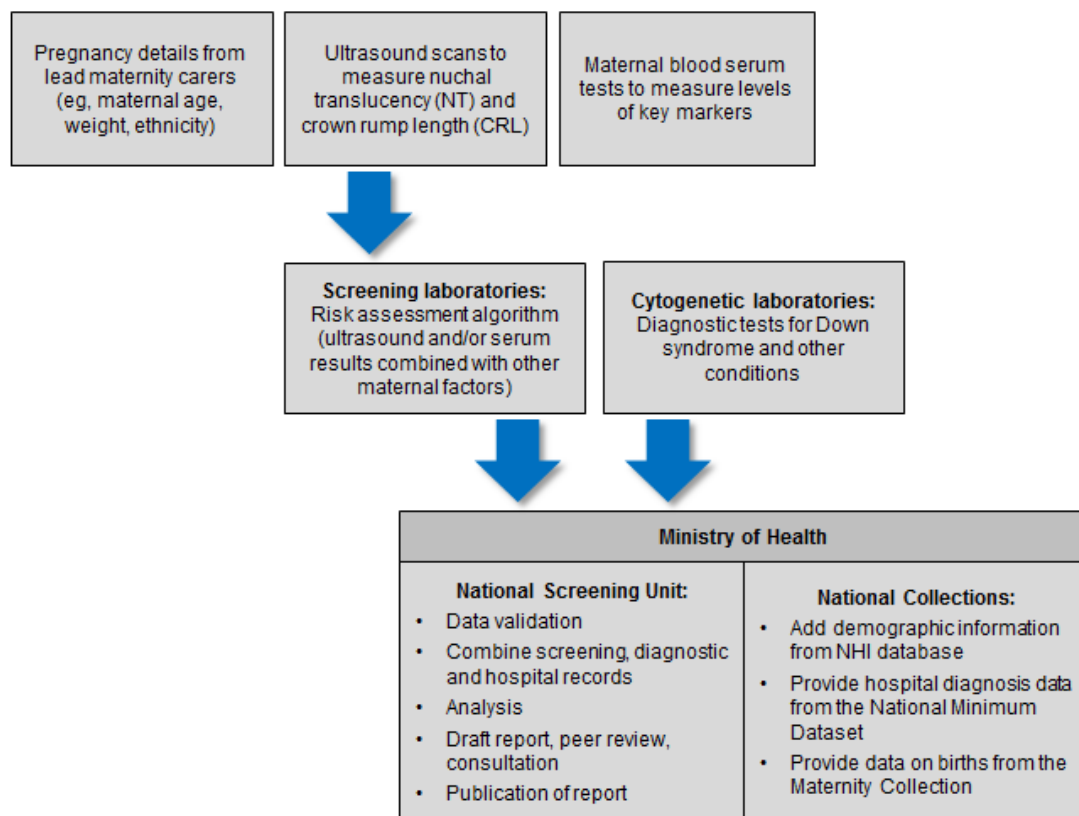 Pregnancy details from
lead maternity carers
(eg, maternal age,
weight, ethnicity)
Ultrasound scans to
measure nuchal
translucency (NT) and
crown rump length (CRL)
Maternal blood serum
tests to measure levels
of key markers
Screening laboratories:
Risk assessment algorithm
(ultrasound and/or serum
results combined with other
maternal factors)
Cytogenetic laboratories:
Diagnostic tests for Down
syndrome and other
conditions
Ministry of Health
National Screening Unit:
• Data validation
• Combine screening, diagnostic
and hospital records
• Analysis
• Draft report, peer review,
consultation
• Publication of report
National Collections:
• Add demographic information
from NHI database
• Provide hospital diagnosis data
from the National Minimum
Dataset
• Provide data on births from the
Maternity Collection